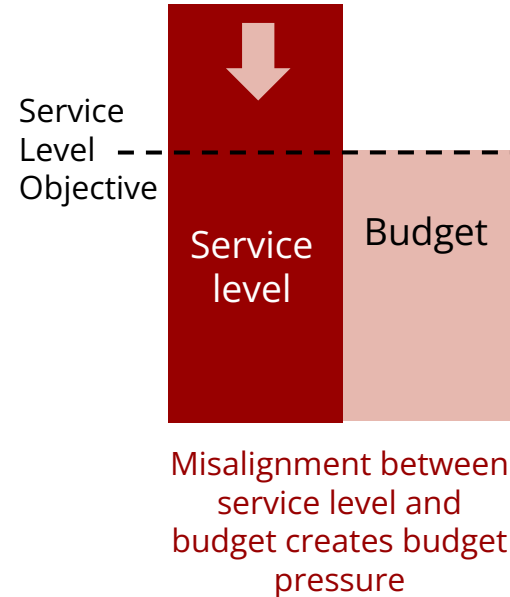 Service
Level
Objective
Service
level
Budget
Misalignment between
service level and
budget creates budget
pressure